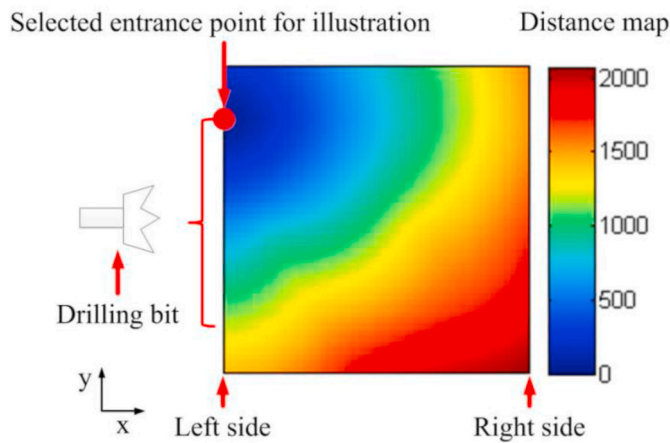 Selected entrance point for illustration
Distance map
2000
1500
1000
500
0
Drilling bit
y
x
Left side
Right side